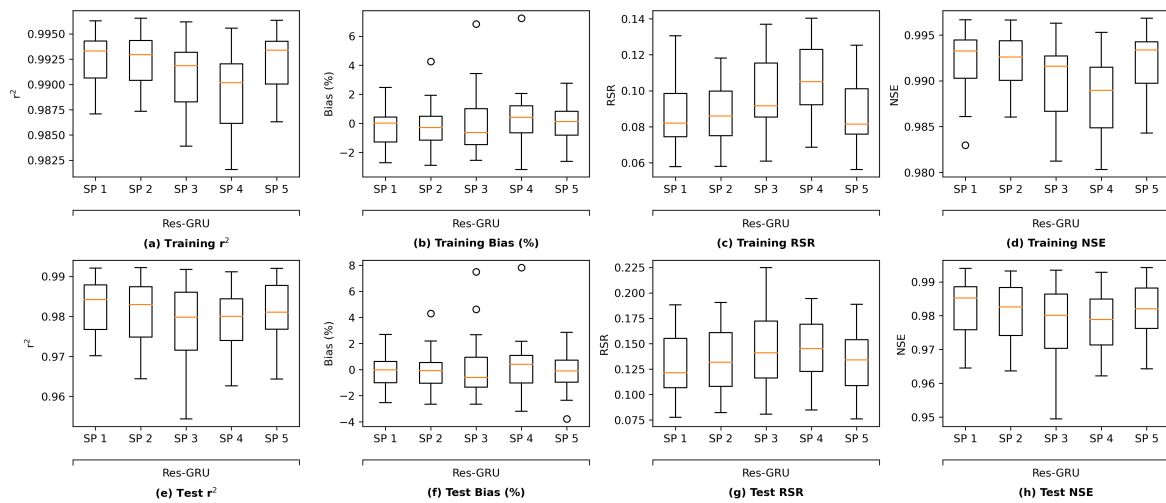 r²
0.9950
0.9925
0.9900
0.9875
0.9850
0.9825
SP 1 SP 2 SP 3 SP 4 SP 5
Res-GRU
(a) Training r²
Bias (%)
6
4
2
0
−2
SP 1 SP 2 SP 3 SP 4 SP 5
Res-GRU
(b) Training Bias (%)
RSR
0.14
0.12
0.10
0.08
0.06
SP 1 SP 2 SP 3 SP 4 SP 5
Res-GRU
(c) Training RSR
NSE
0.995
0.990
0.985
0.980
SP 1 SP 2 SP 3 SP 4 SP 5
Res-GRU
(d) Training NSE
r²
0.99
0.98
0.97
0.96
SP 1 SP 2 SP 3 SP 4 SP 5
Res-GRU
(e) Test r²
Bias (%)
8
6
4
2
0
−2
−4
SP 1 SP 2 SP 3 SP 4 SP 5
Res-GRU
(f) Test Bias (%)
RSR
0.225
0.200
0.175
0.150
0.125
0.100
0.075
SP 1 SP 2 SP 3 SP 4 SP 5
Res-GRU
(g) Test RSR
NSE
0.99
0.98
0.97
0.96
0.95
SP 1 SP 2 SP 3 SP 4 SP 5
Res-GRU
(h) Test NSE